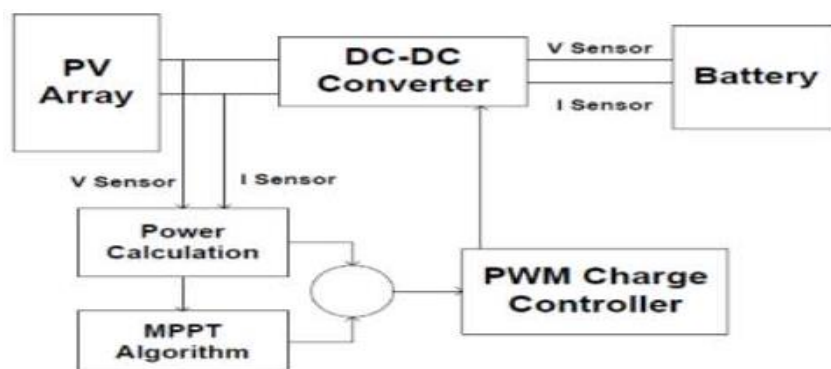 PV
Array
DC-DC
Converter
V Sensor
I Sensor
Battery
V Sensor
I Sensor
Power
Calculation
MPPT
Algorithm
PWM Charge
Controller